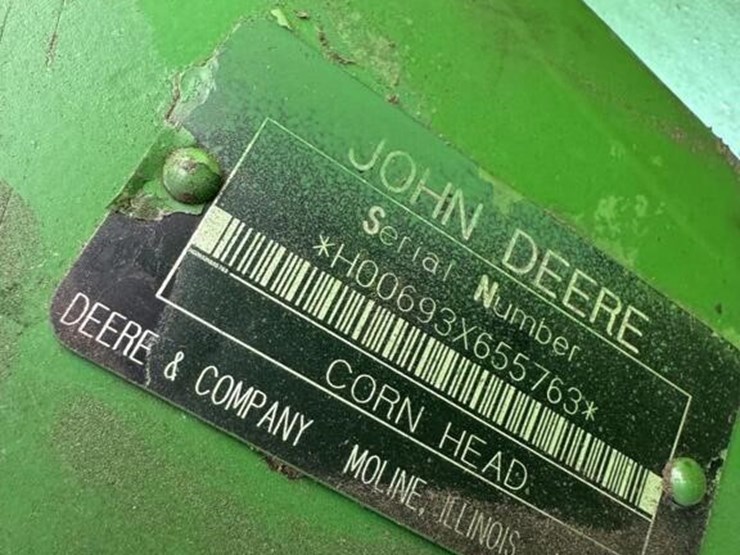 JOHN DEERE
Serial Number
*H00693X655763*
CORN HEAD
DEERE & COMPANY MOLINE, ILLINOIS